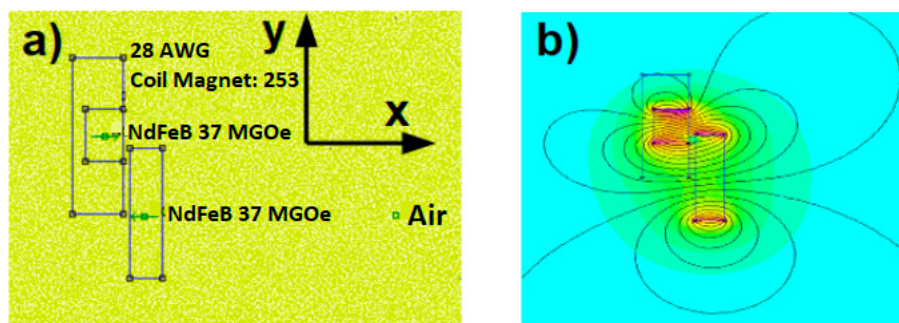 a)
28 AWG
Coil Magnet: 253
NdFeB 37 MGOe
NdFeB 37 MGOe
Air
y
x
b)